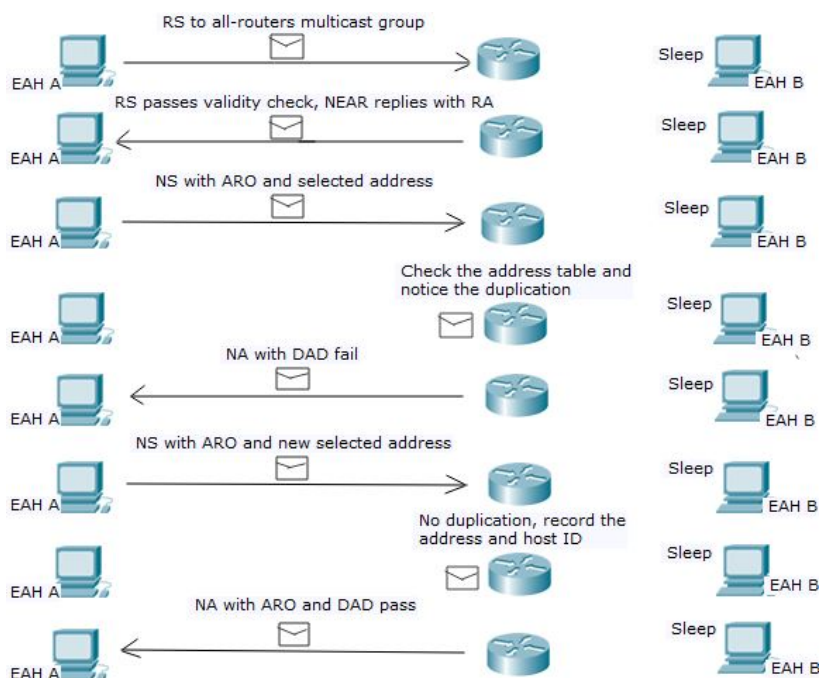 RS to all-routers multicast group
Sleep
EAH A
EAH B
RS passes validity check, NEAR replies with RA
Sleep
EAH A
EAH B
NS with ARO and selected address
Sleep
EAH A
EAH B
Check the address table and
notice the duplication
Sleep
EAH A
EAH B
NA with DAD fail
Sleep
EAH A
EAH B
NS with ARO and new selected address
Sleep
EAH A
EAH B
No duplication, record the
address and host ID
Sleep
EAH A
EAH B
NA with ARO and DAD pass
Sleep
EAH A
EAH B